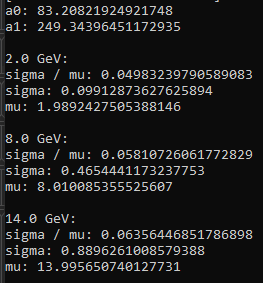 a0: 83.20821924921748
a1: 249.34396451172935
2.0 GeV:
sigma / mu: 0.04983239790589083
sigma: 0.09912873627625894
mu: 1.9892427505388146
8.0 GeV:
sigma / mu: 0.05810726061772829
sigma: 0.4654441173237753
mu: 8.010085355525607
14.0 GeV:
sigma / mu: 0.06356446851786898
sigma: 0.8896261008579388
mu: 13.995650740127731